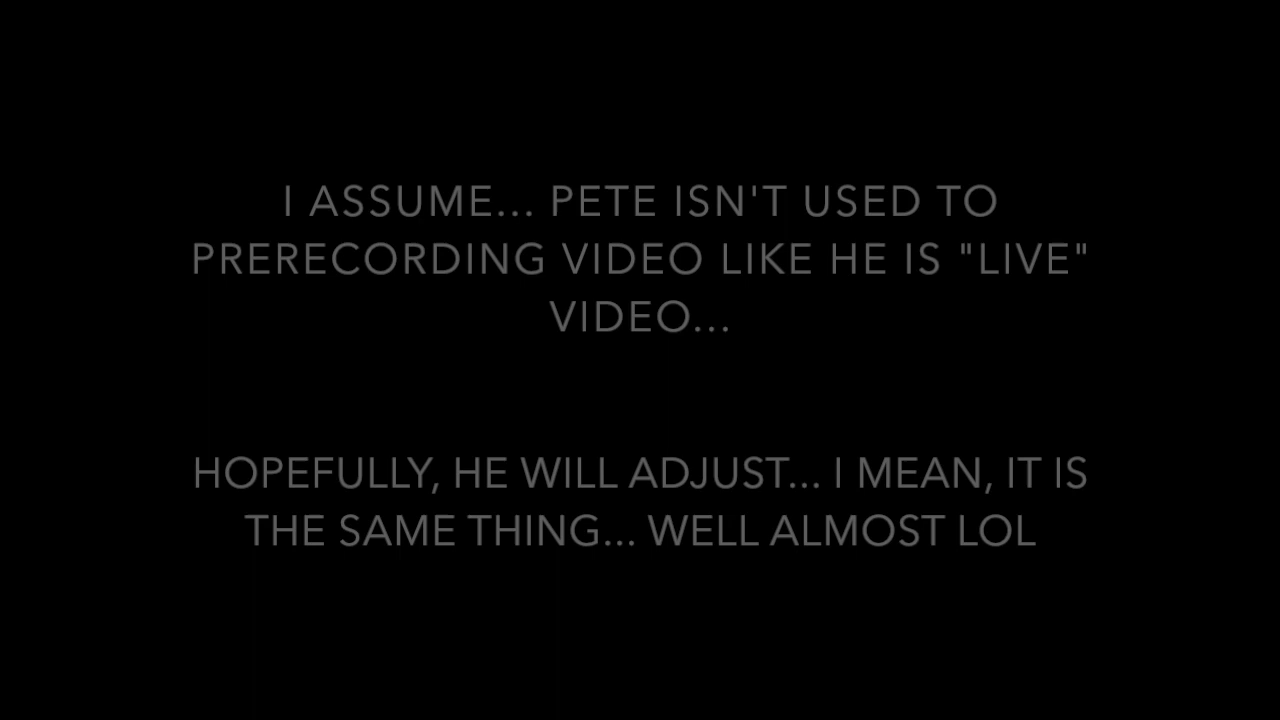 I ASSUME... PETE ISN'T USED TO
PRERECORDING VIDEO LIKE HE IS "LIVE"
VIDEO...
HOPEFULLY, HE WILL ADJUST... I MEAN, IT IS
THE SAME THING... WELL ALMOST LOL